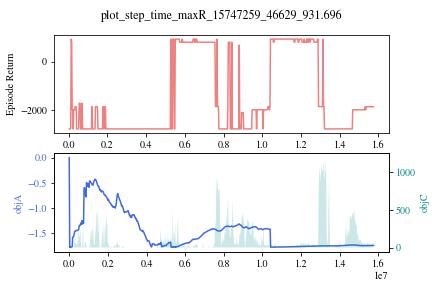 plot_step_time_maxR_15747259_46629_931.696
Episode Return
0
−2000
0.0 0.2 0.4 0.6 0.8 1.0 1.2 1.4 1.6
objA
0.0
−0.5
−1.0
−1.5
objC
1000
500
0
0.0 0.2 0.4 0.6 0.8 1.0 1.2 1.4 1.6
1e7